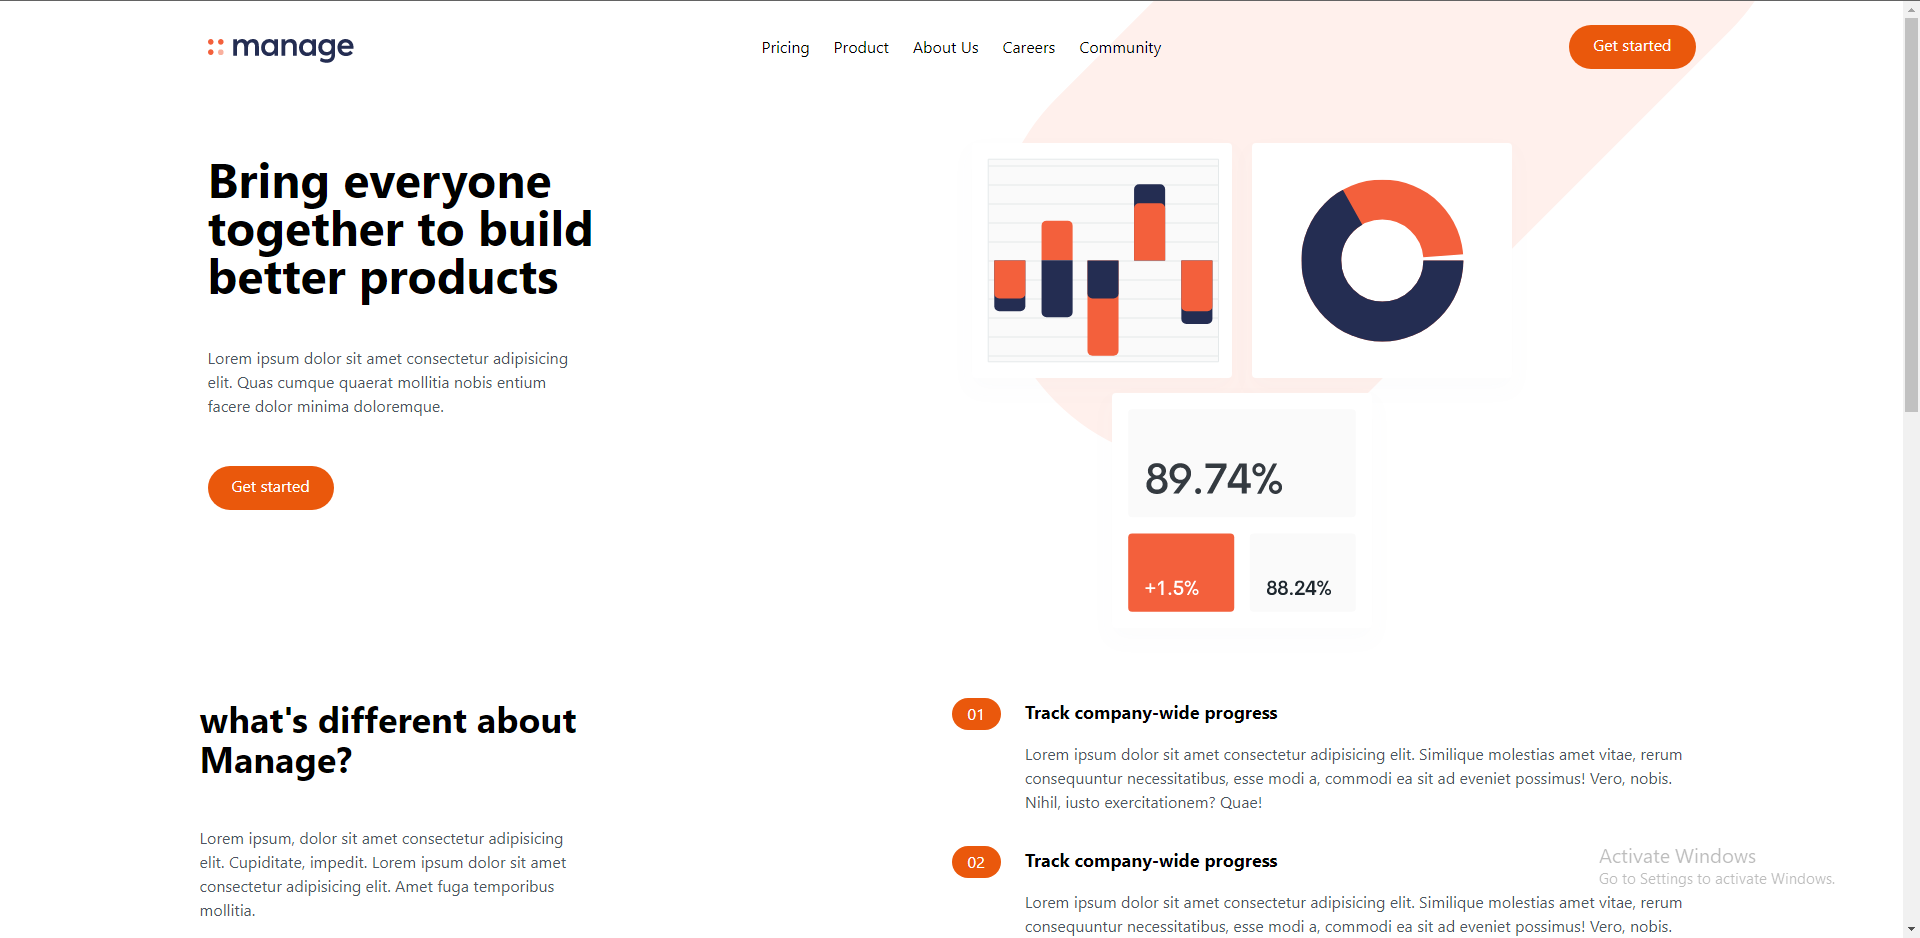 manage
Pricing Product About Us Careers Community
Get started
Bring everyone
together to build
better products
Lorem ipsum dolor sit amet consectetur adipisicing
elit. Quas cumque quaerat mollitia nobis entium
facere dolor minima doloremque.
Get started
89.74%
+1.5%
88.24%
what's different about
Manage?
Lorem ipsum, dolor sit amet consectetur adipisicing
elit. Cupiditate, impedit. Lorem ipsum dolor sit amet
consectetur adipisicing elit. Amet fuga temporibus
mollitia.
01
Track company-wide progress
Lorem ipsum dolor sit amet consectetur adipisicing elit. Similique molestias amet vitae, rerum
consequuntur necessitatibus, esse modi a, commodi ea sit ad eveniet possimus! Vero, nobis.
Nihil, iusto exercitationem? Quae!
02
Track company-wide progress
Lorem ipsum dolor sit amet consectetur adipisicing elit. Similique molestias amet vitae, rerum
consequuntur necessitatibus, esse modi a, commodi ea sit ad eveniet possimus! Vero, nobis.
Activate Windows
Go to Settings to activate Windows.